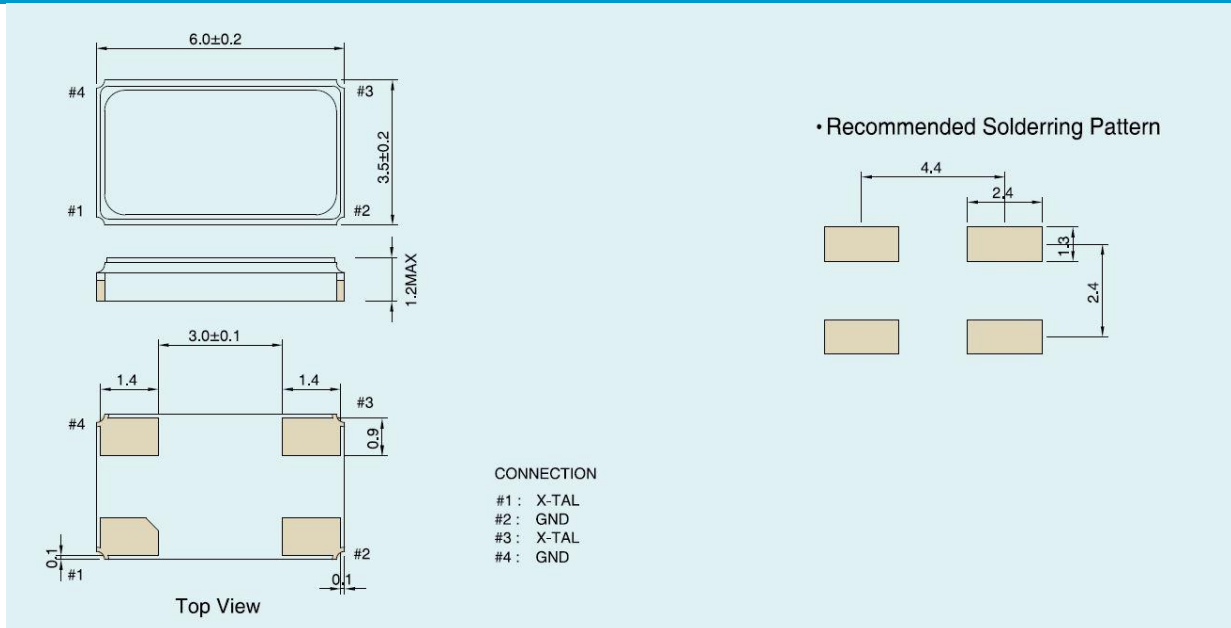 6.0±0.2
#4
#3
3.5±0.2
#1
#2
1.2MAX
3.0±0.1
1.4
1.4
#3
#4
0.9
0.1
#1
#2
0.1
Top View
CONNECTION
#1 : X-TAL
#2 : GND
#3 : X-TAL
#4 : GND
• Recommended Solderring Pattern
4.4
2.4
1.3
2.4